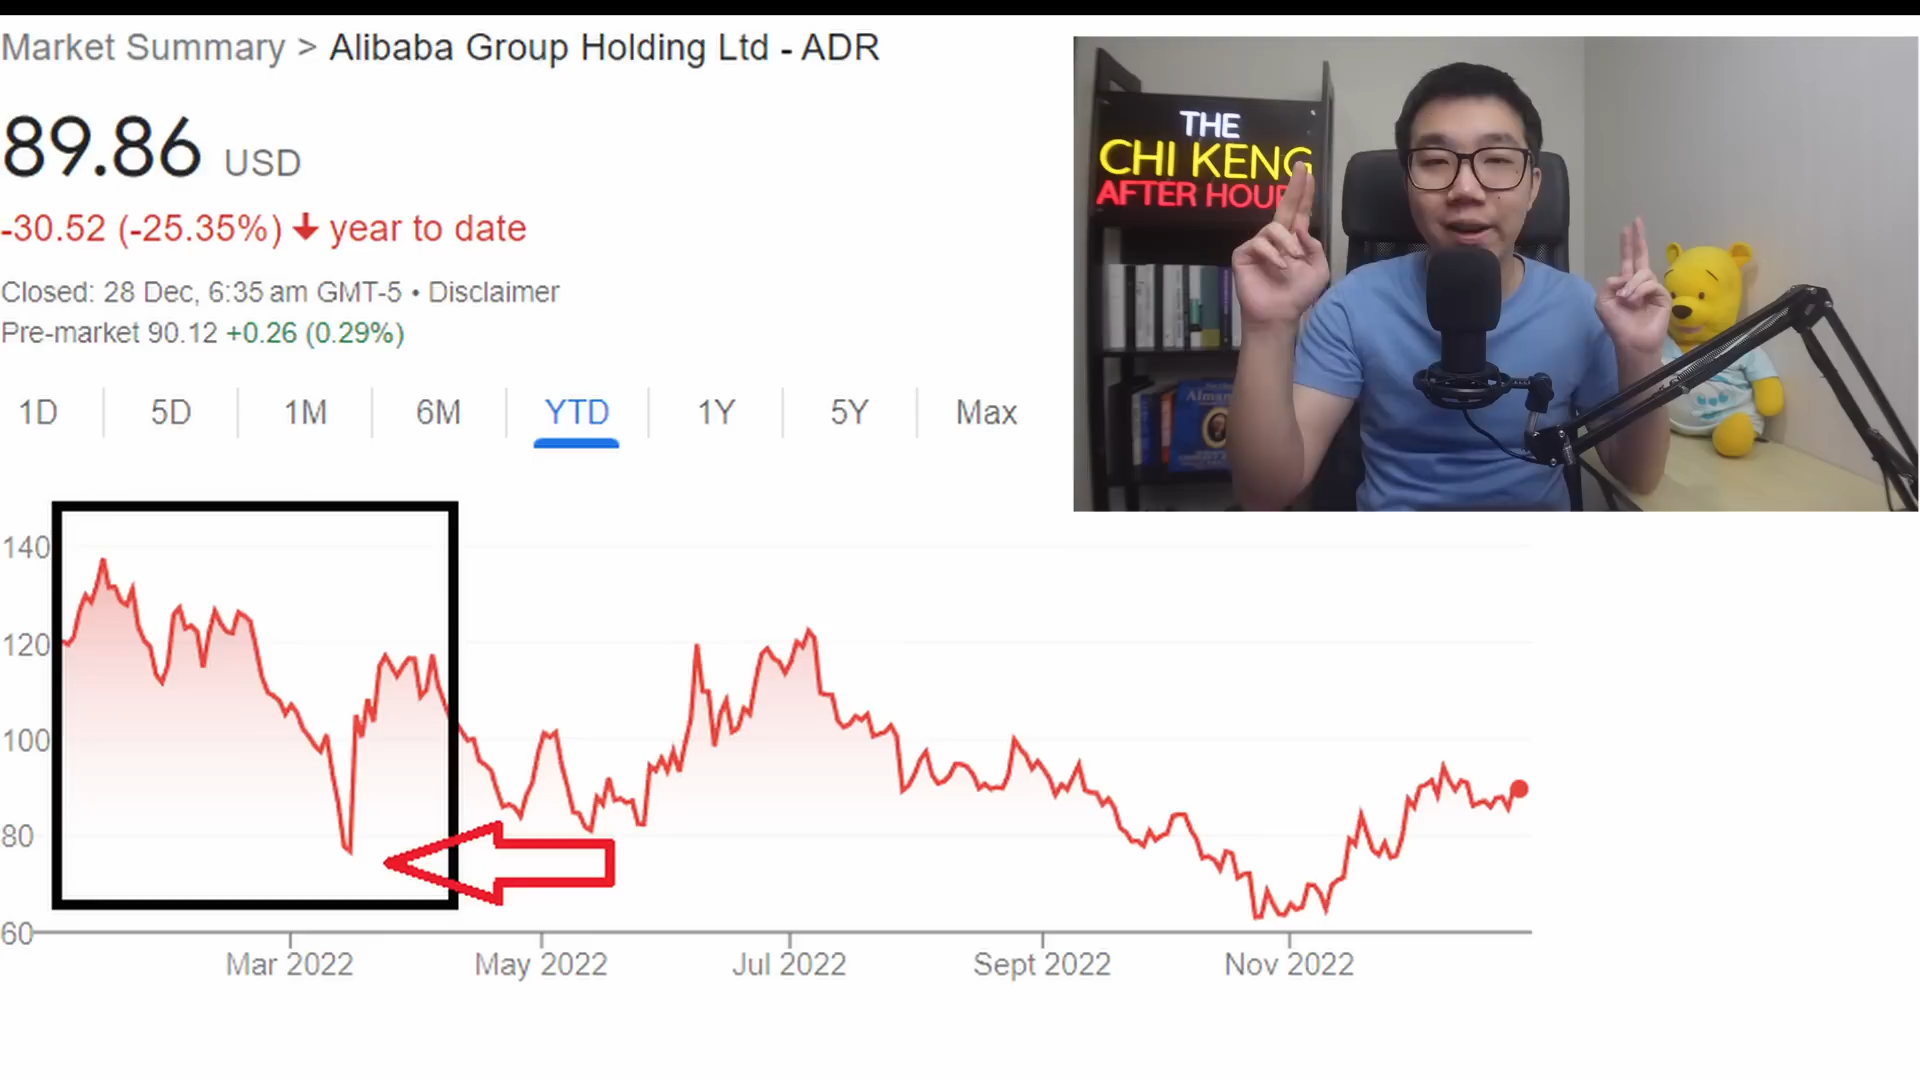 Market Summary > Alibaba Group Holding Ltd - ADR
89.86 USD
-30.52 (-25.35%) ↓ year to date
Closed: 28 Dec, 6:35 am GMT-5 • Disclaimer
Pre-market 90.12 +0.26 (0.29%)
1D 5D 1M 6M YTD 1Y 5Y Max
140
120
100
80
60
Mar 2022 May 2022 Jul 2022 Sept 2022 Nov 2022
THE
CHI KENG
AFTER HOUR